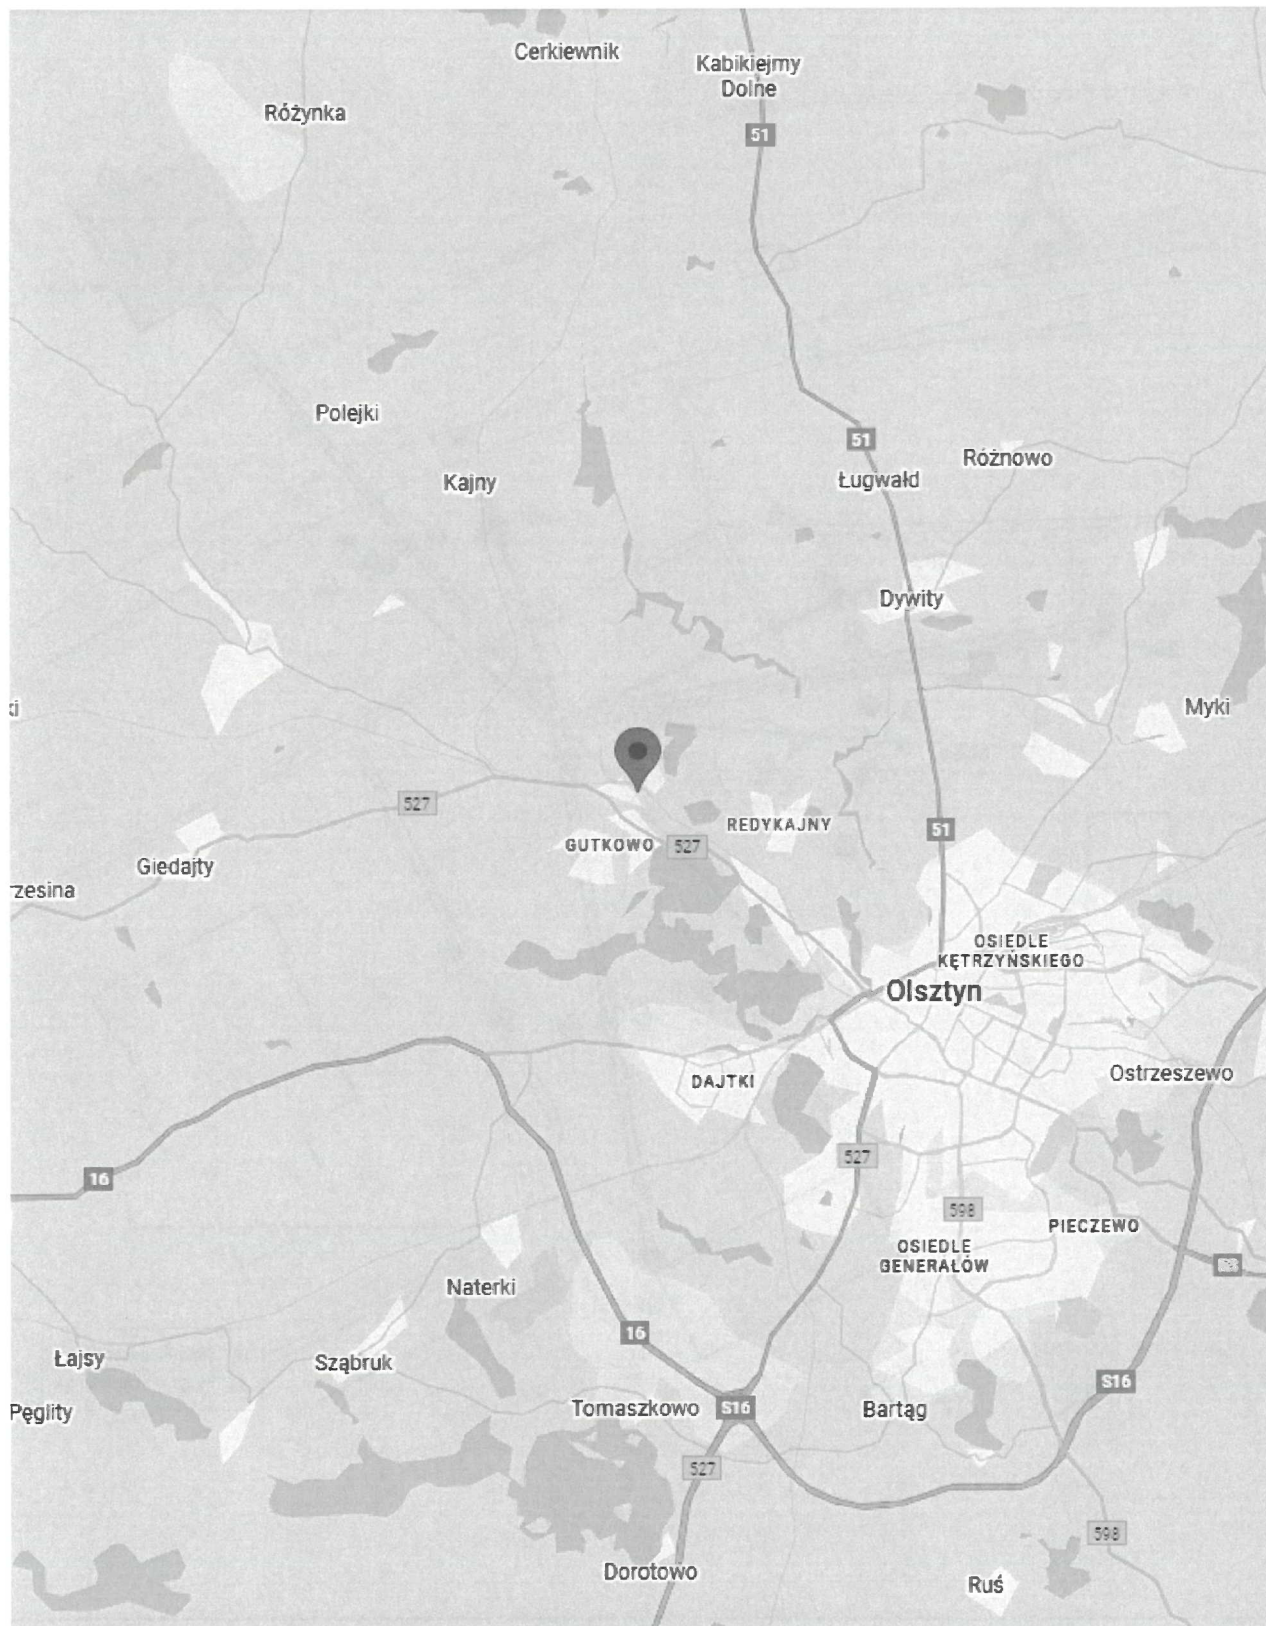 Cerkiewnik
Kabikiejmy
Dolne
Różynka
51
Polejki
51
Różnowo
Kajny
Ługwałd
Dywity
ki
Myki
527
REDYKAJNY
51
GUTKOWO
527
Giedajty
rzesina
OSIEDLE
KĘTRZYŃSKIEGO
Olsztyn
Ostrzeszewo
DAJTKI
527
16
598
PIECZEWO
OSIEDLE
GENERAŁÓW
Naterki
16
Łajsy
Sząbruk
S16
Tomaszkowo
S16
Bartąg
Pęglity
527
598
Dorotowo
Ruś